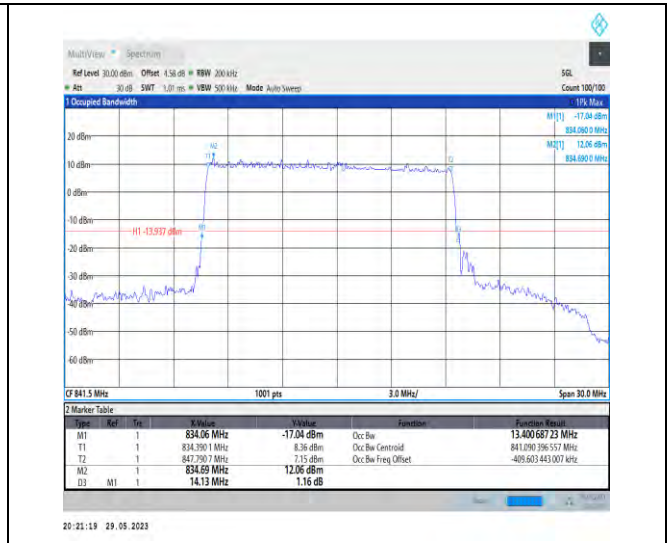 MultiView Spectrum
Ref Level 30.00 dBm Offset 4.58 dB RBW 200 kHz SGL
Att 30 dB SWT 1.01 ms VBW 500 kHz Mode Auto Sweep Count 100/100
1 Occupied Bandwidth 1Pk Max
M1[1] -17.04 dBm
834.060 0 MHz
M2[1] 12.06 dBm
834.690 0 MHz
20 dBm
M2
T1 T2
10 dBm
0 dBm
-10 dBm
H1 -13.937 dBm M1
-20 dBm
-30 dBm
-40 dBm
-50 dBm
-60 dBm
CF 841.5 MHz 1001 pts 3.0 MHz/ Span 30.0 MHz
2 Marker Table
Type Ref Trc X-Value Y-Value Function Function Result
M1 1 834.06 MHz -17.04 dBm Occ Bw 13.400 687 23 MHz
T1 1 834.390 1 MHz 8.36 dBm Occ Bw Centroid 841.090 396 557 MHz
T2 1 847.790 7 MHz 7.15 dBm Occ Bw Freq Offset -409.603 443 007 kHz
M2 1 834.69 MHz 12.06 dBm
D3 M1 1 14.13 MHz 1.16 dB
20:21:19 29.05.2023